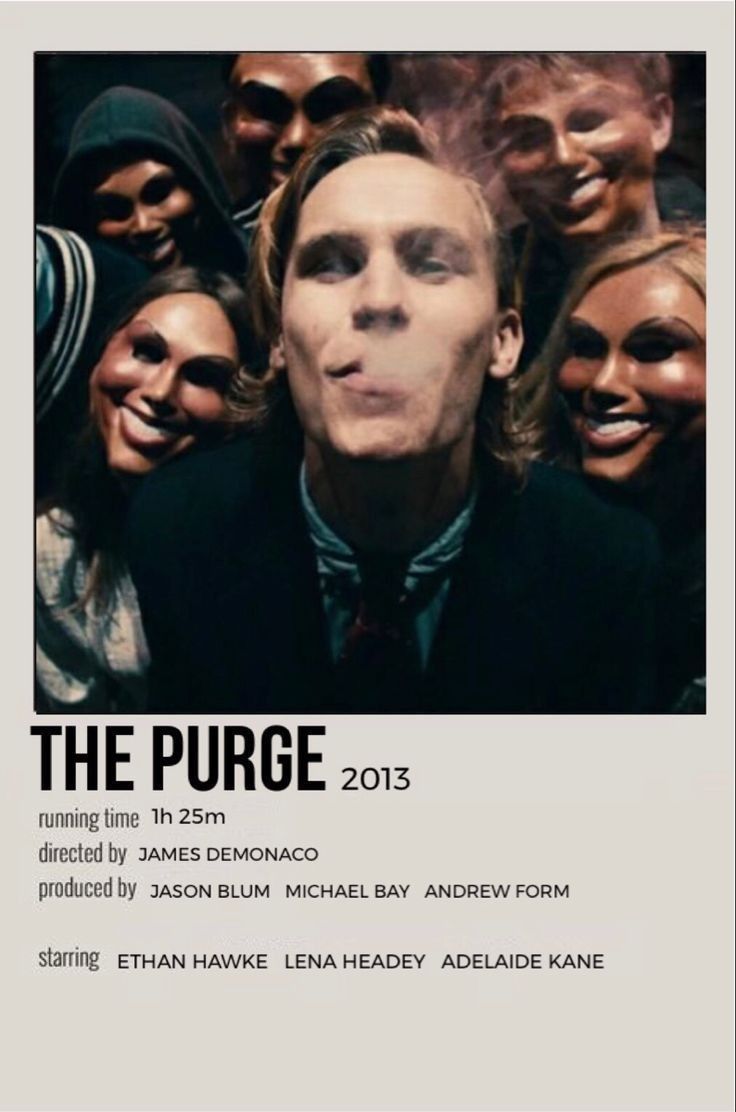 THE PURGE 2013
running time 1h 25m
directed by JAMES DEMONACO
produced by JASON BLUM MICHAEL BAY ANDREW FORM
starring ETHAN HAWKE LENA HEADEY ADELAIDE KANE